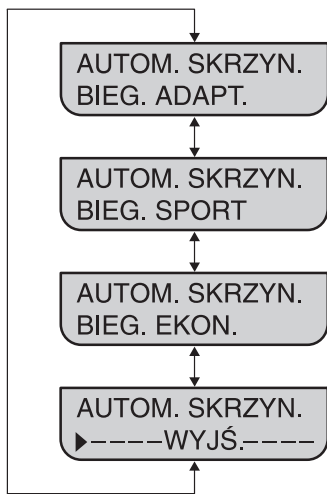 AUTOM. SKRZYN.
BIEG. ADAPT.
AUTOM. SKRZYN.
BIEG. SPORT
AUTOM. SKRZYN.
BIEG. EKON.
AUTOM. SKRZYN.
▶----WYJŚ.----